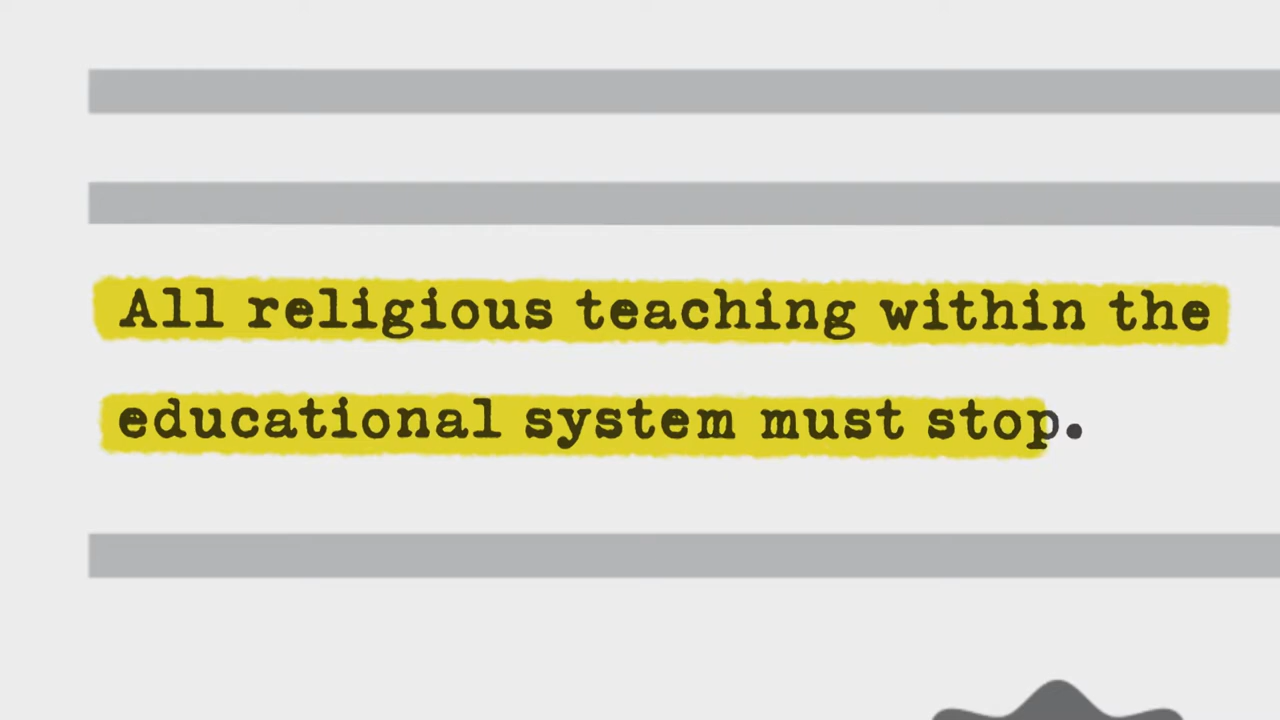 All religious teaching within the
educational system must stop.